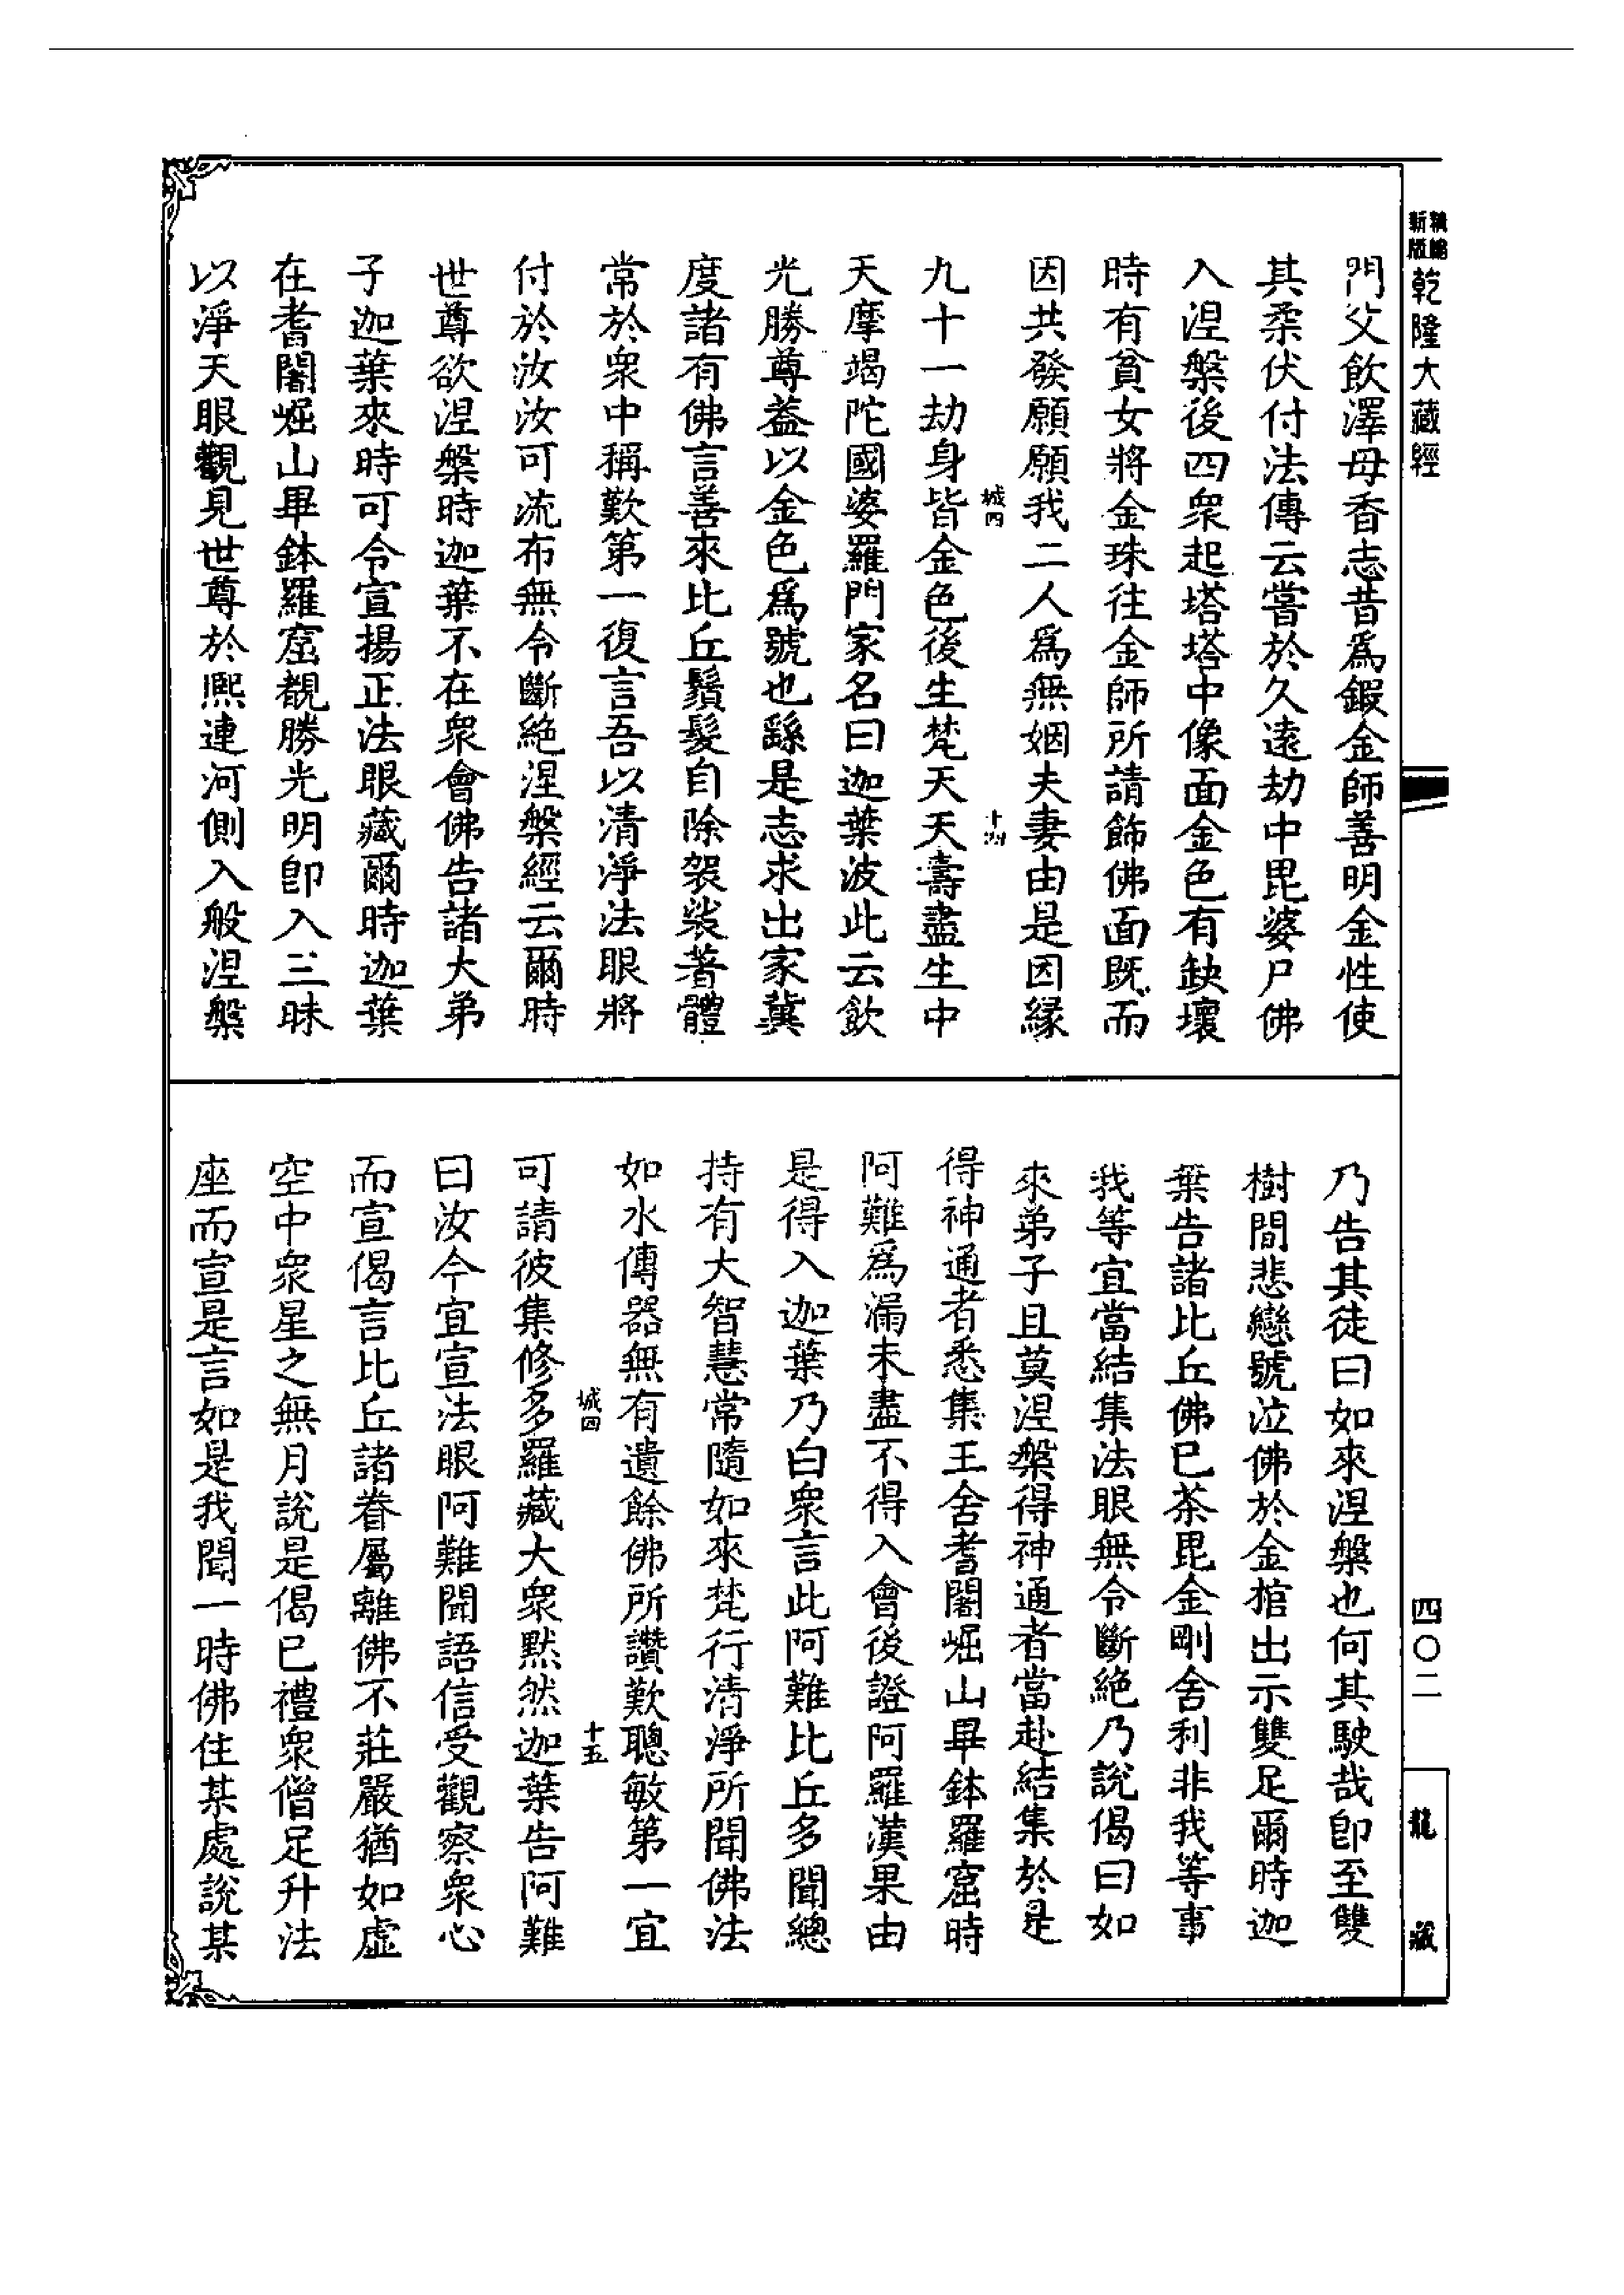 新版 精縮 乾隆大藏經
門父飲澤母香志昔爲鍜金師善明金性使
其柔伏付法傳云嘗於久遠劫中毘婆尸佛
入涅槃後四衆起塔塔中像面金色有缺壞
時有貧女將金珠往金師所請飾佛面既而
因共發願願我二人爲無姻夫妻由是因緣
城四 十四
九十一劫身皆金色後生梵天天壽盡生中
天摩竭陀國婆羅門家名曰迦葉波此云飲
光勝尊葢以金色爲號也繇是志求出家冀
度諸有佛言善來比丘鬚髮自除袈裟著體
常於衆中稱歎第一復言吾以清淨法眼將
付於汝汝可流布無令斷絶涅槃經云爾時
世尊欲涅槃時迦葉不在衆會佛告諸大弟
子迦葉來時可令宣揚正法眼藏爾時迦葉
在耆闍崛山畢鉢羅窟覩勝光明卽入三昧
以淨天眼觀見世尊於熙連河側入般涅槃
乃告其徒曰如來涅槃也何其駛哉卽至雙
樹間悲戀號泣佛於金棺出示雙足爾時迦
葉告諸比丘佛已茶毘金剛舍利非我等事
我等宜當結集法眼無令斷絶乃說偈曰如
來弟子且莫涅槃得神通者當赴結集於是
得神通者悉集王舍耆闍崛山畢鉢羅窟時
阿難爲漏未盡不得入會後證阿羅漢果由
是得入迦葉乃白衆言此阿難比丘多聞總
持有大智慧常隨如來梵行清淨所聞佛法
如水傳器無有遺餘佛所讚歎聰敏第一宜
城四 十五
可請彼集修多羅藏大衆默然迦葉告阿難
曰汝今宜宣法眼阿難聞語信受觀察衆心
而宣偈言比丘諸眷屬離佛不莊嚴猶如虛
空中衆星之無月說是偈已禮衆僧足升法
座而宣是言如是我聞一時佛住某處說某
四〇二
龍藏